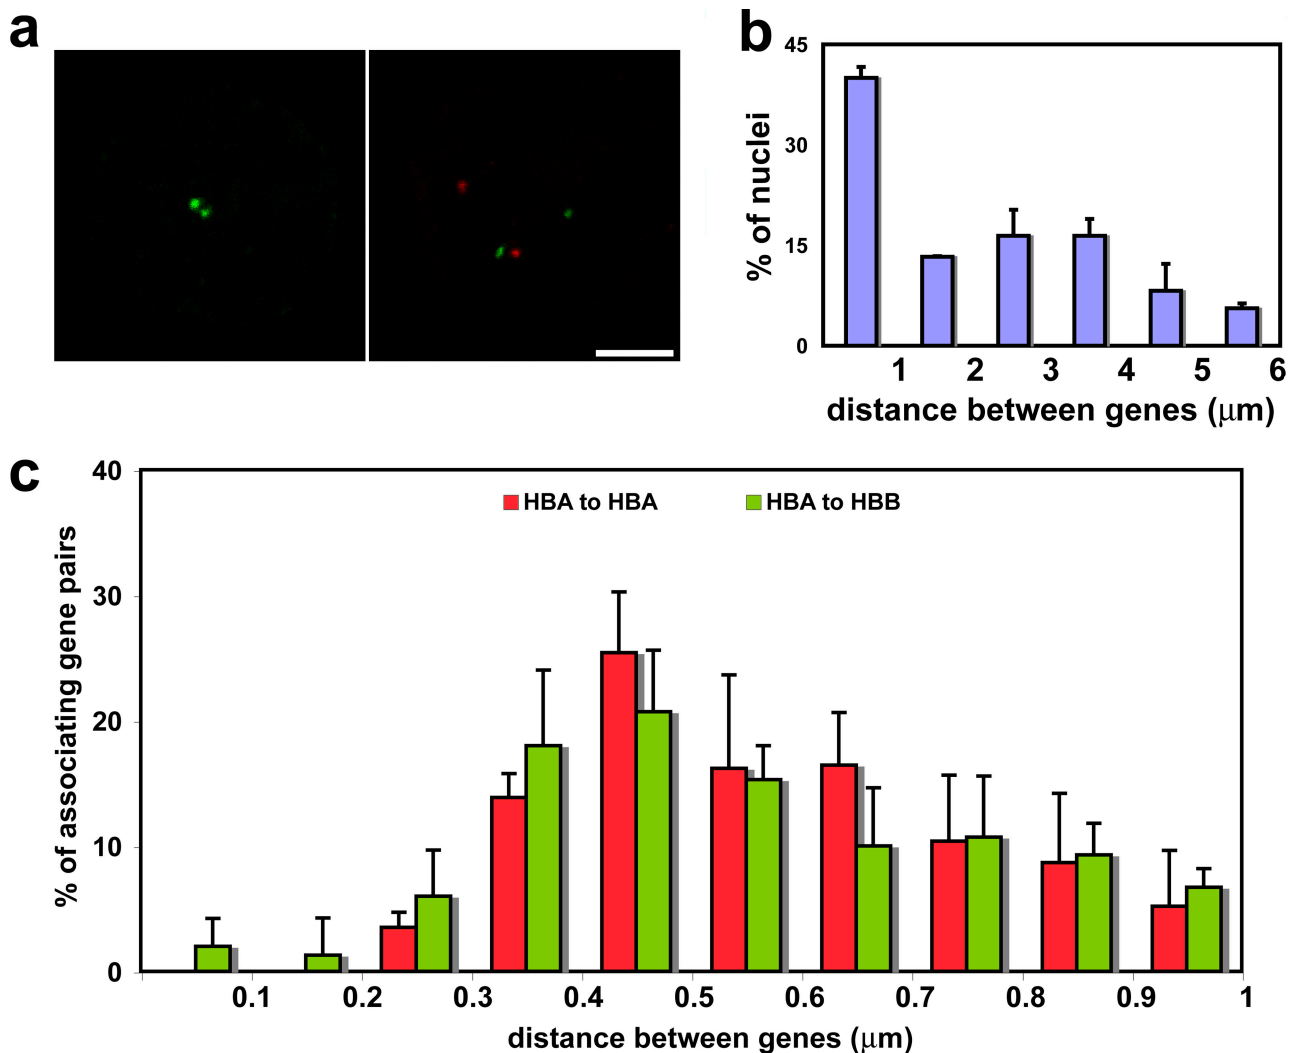 a
b
45
30
15
0
% of nuclei
1 2 3 4 5 6
distance between genes (μm)
c
40
30
20
10
0
% of associating gene pairs
HBA to HBA
HBA to HBB
0.1 0.2 0.3 0.4 0.5 0.6 0.7 0.8 0.9 1
distance between genes (μm)